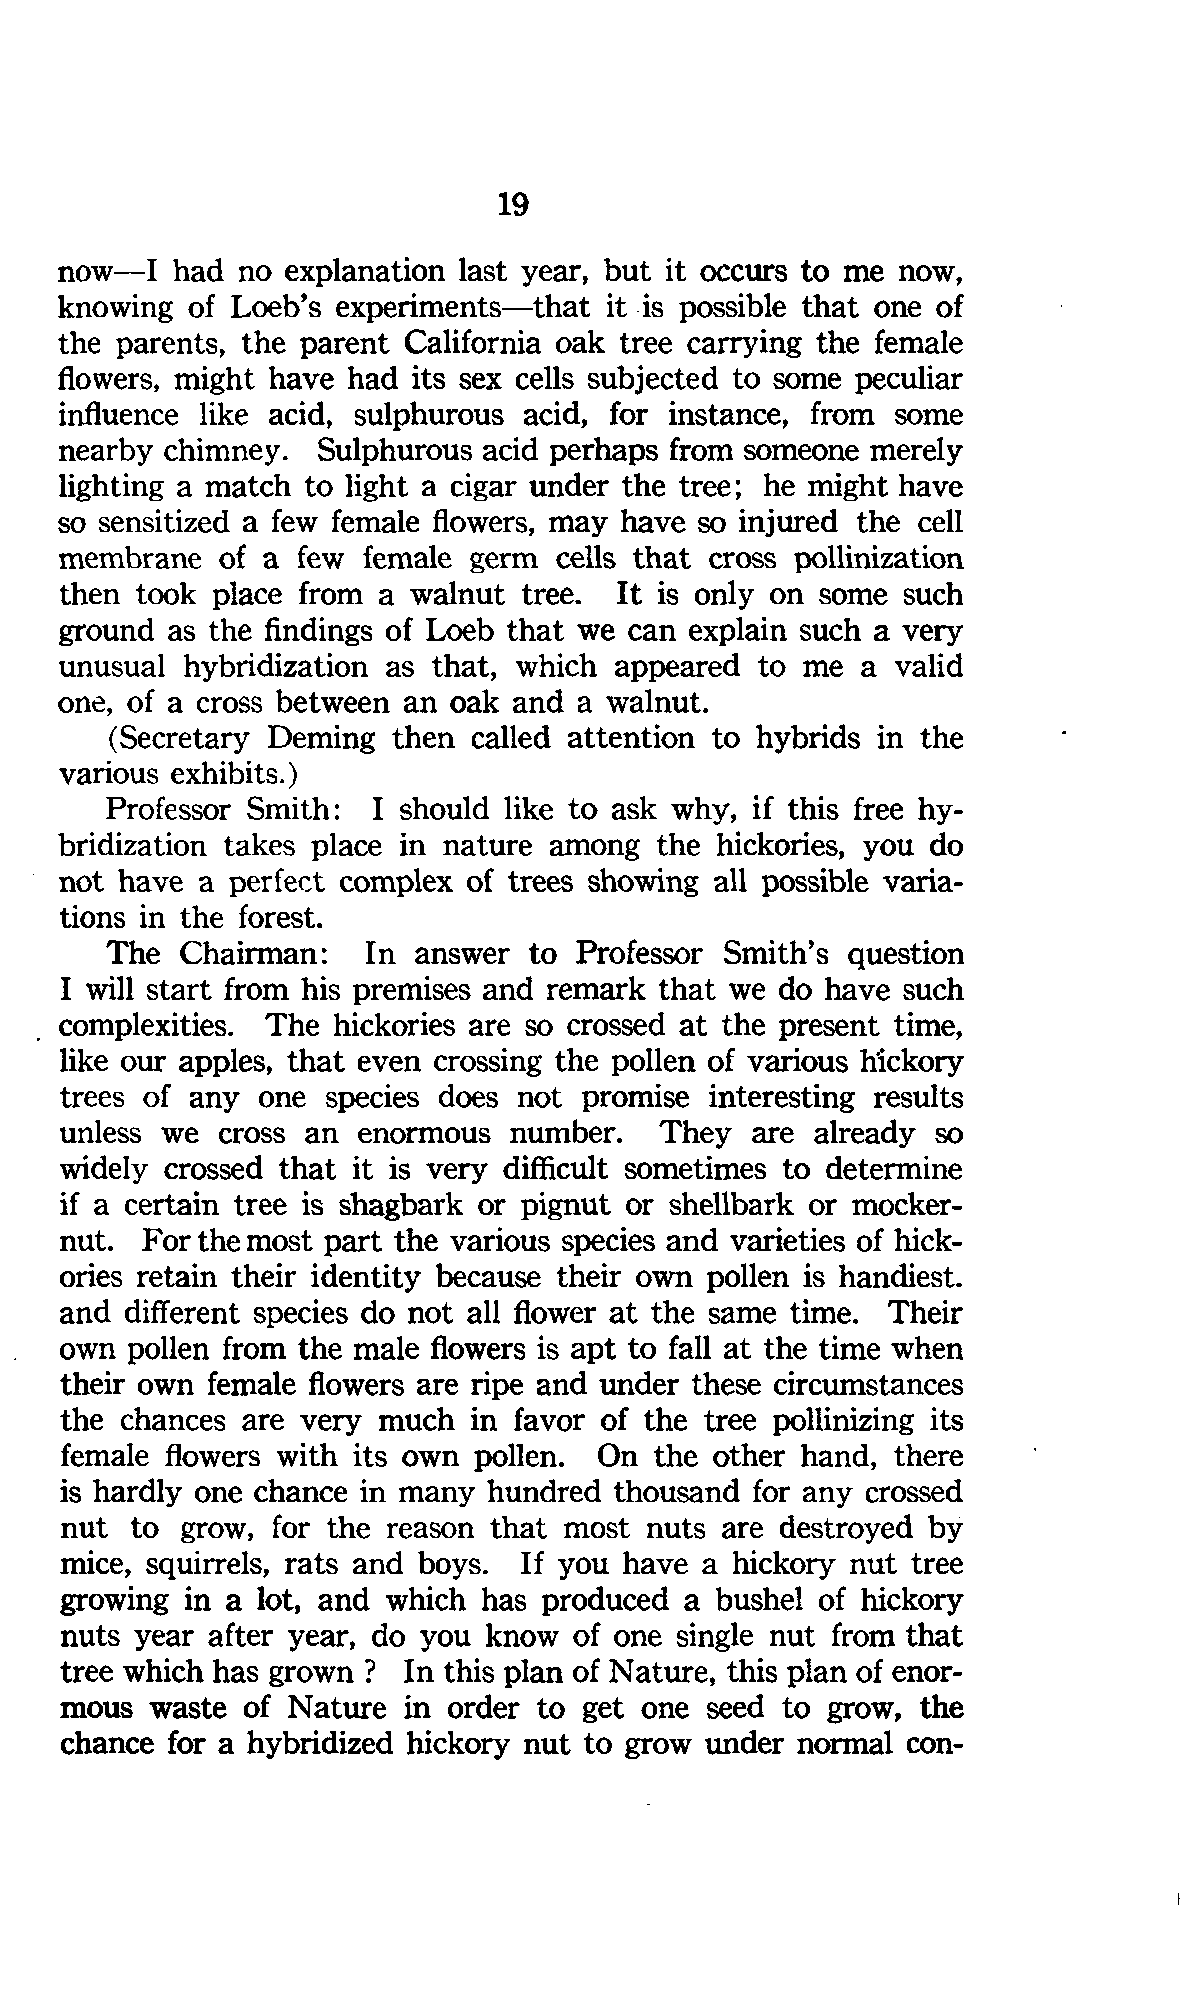 19
now—I had no explanation last year, but it occurs to me now,
knowing of Loeb's experiments—that it is possible that one of
the parents, the parent California oak tree carrying the female
flowers, might have had its sex cells subjected to some peculiar
influence like acid, sulphurous acid, for instance, from some
nearby chimney. Sulphurous acid perhaps from someone merely
lighting a match to light a cigar under the tree; he might have
so sensitized a few female flowers, may have so injured the cell
membrane of a few female germ cells that cross pollinization
then took place from a walnut tree. It is only on some such
ground as the findings of Loeb that we can explain such a very
unusual hybridization as that, which appeared to me a valid
one, of a cross between an oak and a walnut.
(Secretary Deming then called attention to hybrids in the
various exhibits.)
Professor Smith: I should like to ask why, if this free hy-
bridization takes place in nature among the hickories, you do
not have a perfect complex of trees showing all possible varia-
tions in the forest.
The Chairman: In answer to Professor Smith's question
I will start from his premises and remark that we do have such
complexities. The hickories are so crossed at the present time,
like our apples, that even crossing the pollen of various hickory
trees of any one species does not promise interesting results
unless we cross an enormous number. They are already so
widely crossed that it is very difficult sometimes to determine
if a certain tree is shagbark or pignut or shellbark or mocker-
nut. For the most part the various species and varieties of hick-
ories retain their identity because their own pollen is handiest.
and different species do not all flower at the same time. Their
own pollen from the male flowers is apt to fall at the time when
their own female flowers are ripe and under these circumstances
the chances are very much in favor of the tree pollinizing its
female flowers with its own pollen. On the other hand, there
is hardly one chance in many hundred thousand for any crossed
nut to grow, for the reason that most nuts are destroyed by
mice, squirrels, rats and boys. If you have a hickory nut tree
growing in a lot, and which has produced a bushel of hickory
nuts year after year, do you know of one single nut from that
tree which has grown ? In this plan of Nature, this plan of enor-
mous waste of Nature in order to get one seed to grow, the
chance for a hybridized hickory nut to grow under normal con-